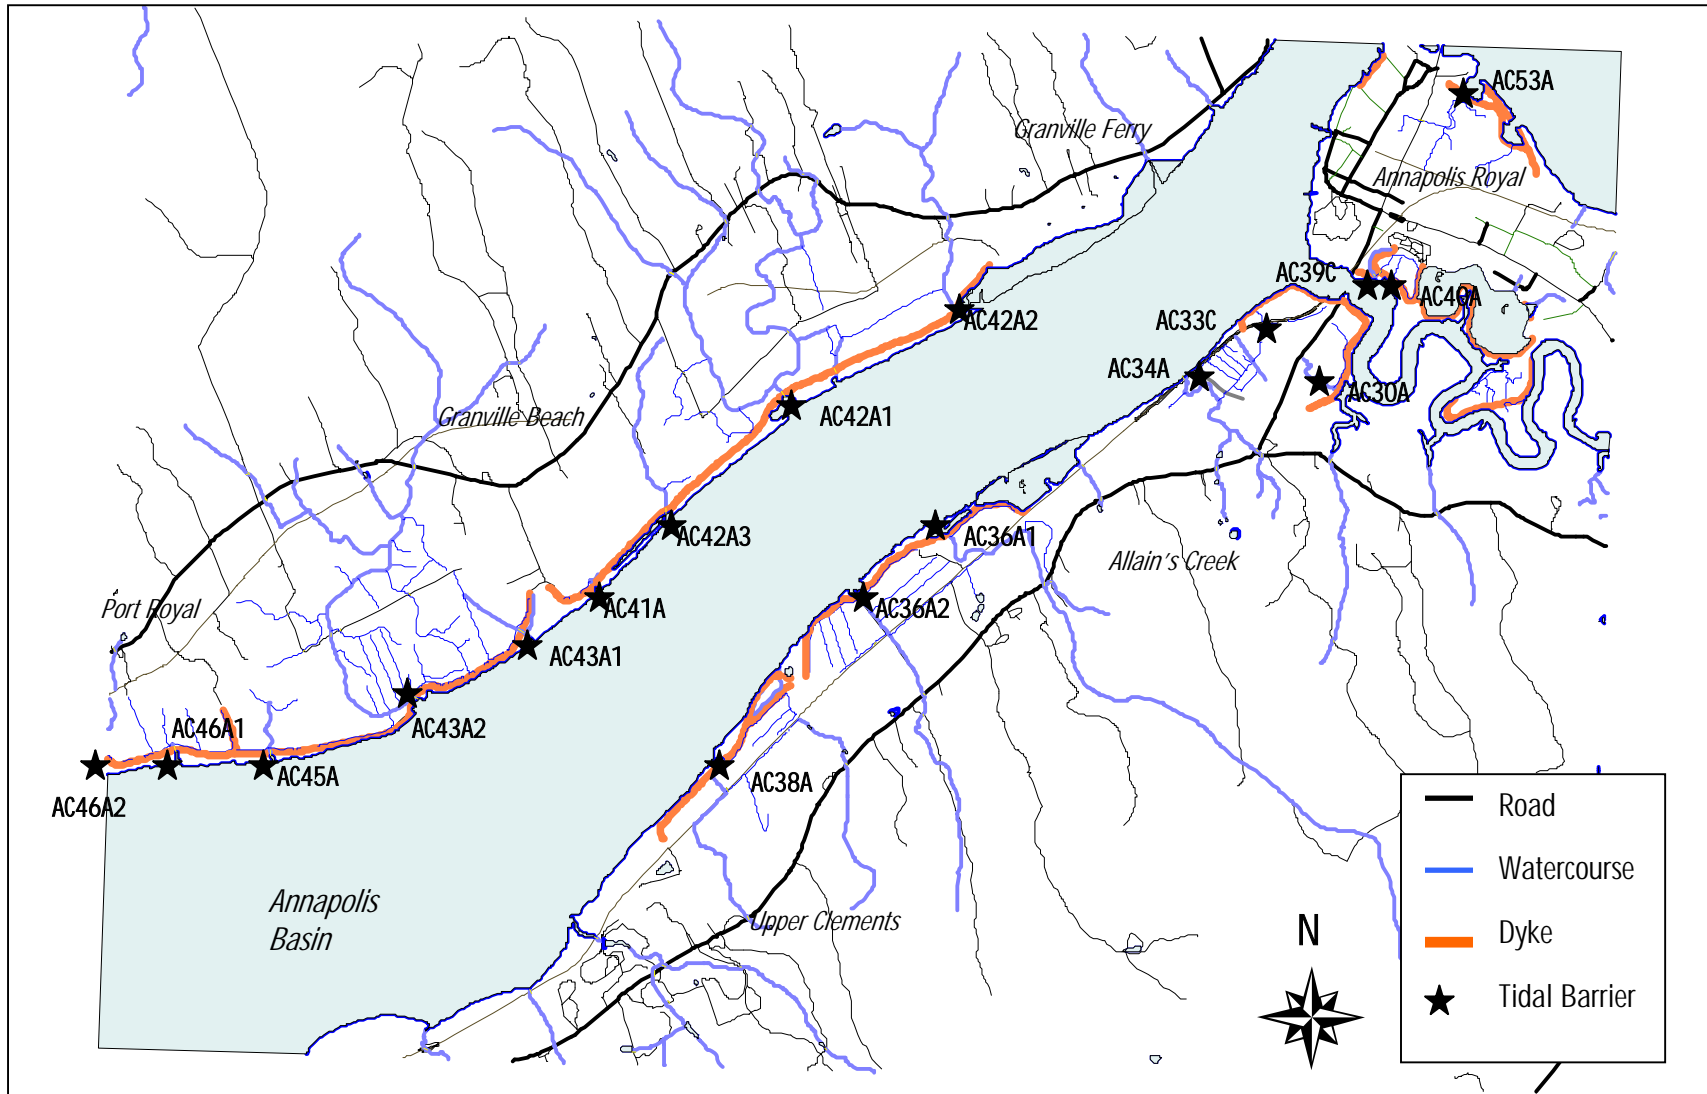 AC53A
Granville Ferry
Annapolis Royal
AC39C
AC40A
AC42A2
AC33C
AC34A
AC30A
AC42A1
Granville Beach
AC42A3
AC36A1
Allain's Creek
Port Royal
AC41A
AC36A2
AC43A1
AC43A2
AC46A1
AC45A
AC46A2
AC38A
Road
Watercourse
Annapolis
Basin
Upper Clements
N
Dyke
Tidal Barrier